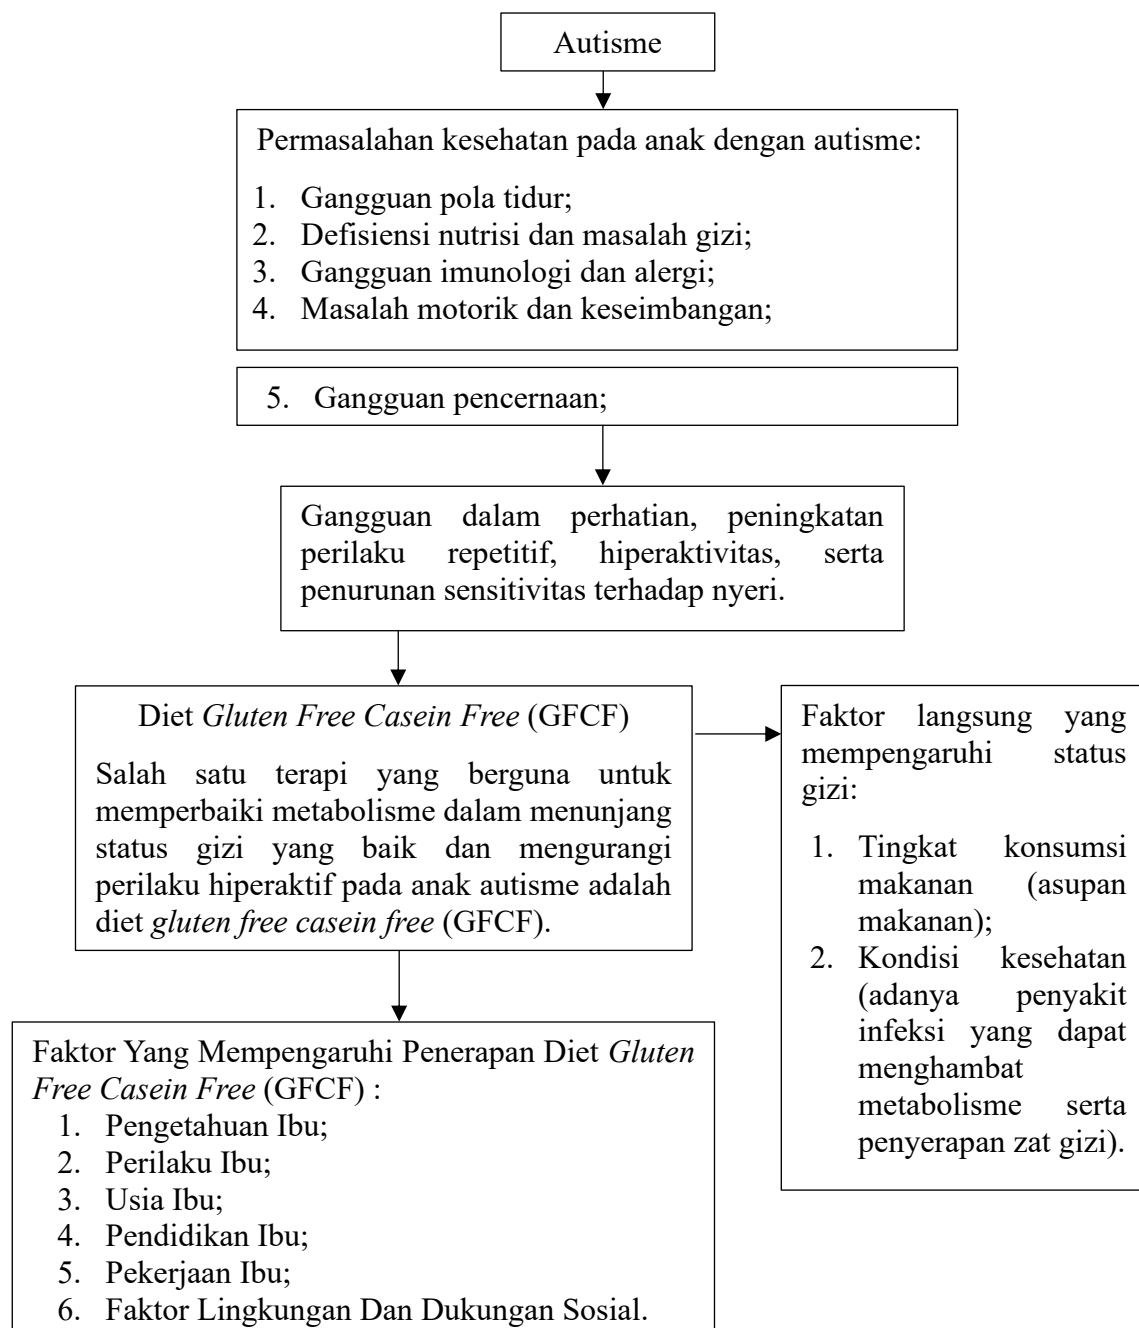 Autisme
Permasalahan kesehatan pada anak dengan autisme:
1. Gangguan pola tidur;
2. Defisiensi nutrisi dan masalah gizi;
3. Gangguan imunologi dan alergi;
4. Masalah motorik dan keseimbangan;
5. Gangguan pencernaan;
Gangguan dalam perhatian, peningkatan
perilaku repetitif, hiperaktivitas, serta
penurunan sensitivitas terhadap nyeri.
Diet Gluten Free Casein Free (GFCF)
Salah satu terapi yang berguna untuk
memperbaiki metabolisme dalam menunjang
status gizi yang baik dan mengurangi
perilaku hiperaktif pada anak autisme adalah
diet gluten free casein free (GFCF).
Faktor langsung yang
mempengaruhi status
gizi:
1. Tingkat konsumsi
makanan (asupan
makanan);
2. Kondisi kesehatan
(adanya penyakit
infeksi yang dapat
menghambat
metabolisme serta
penyerapan zat gizi).
Faktor Yang Mempengaruhi Penerapan Diet Gluten
Free Casein Free (GFCF) :
1. Pengetahuan Ibu;
2. Perilaku Ibu;
3. Usia Ibu;
4. Pendidikan Ibu;
5. Pekerjaan Ibu;
6. Faktor Lingkungan Dan Dukungan Sosial.